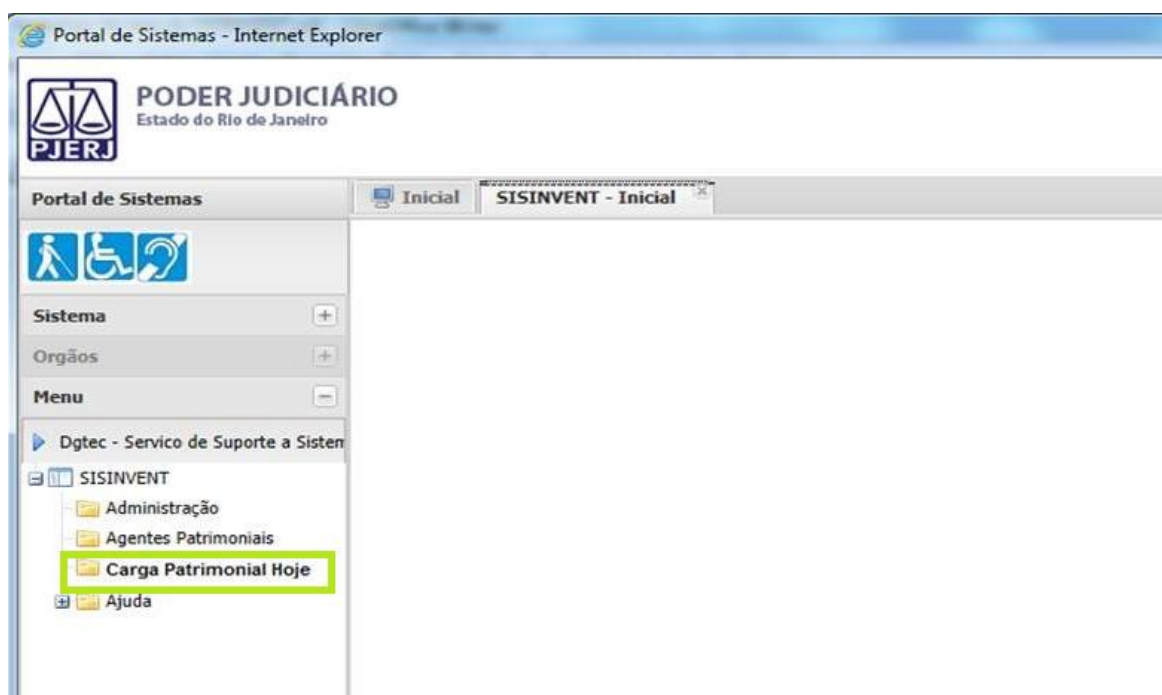 Portal de Sistemas - Internet Explorer
PODER JUDICIÁRIO
Estado do Rio de Janeiro
PJERJ
Portal de Sistemas
Inicial
SISINVENT - Inicial
Sistema
Orgãos
Menu
Dgtec - Servico de Suporte a Sistem
SISINVENT
Administração
Agentes Patrimoniais
Carga Patrimonial Hoje
Ajuda